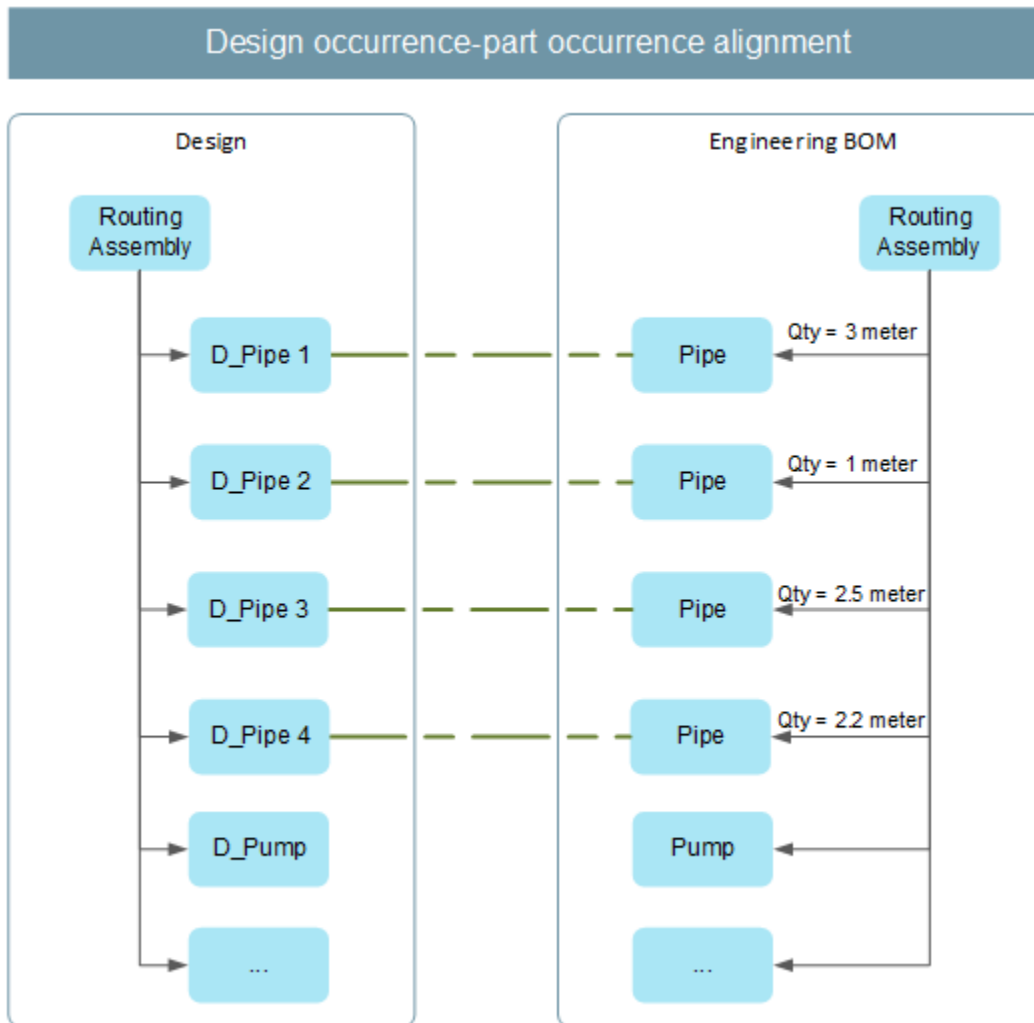 Design occurrence-part occurrence alignment
Design
Routing
Assembly
D_Pipe 1
D_Pipe 2
D_Pipe 3
D_Pipe 4
D_Pump
...
Engineering BOM
Routing
Assembly
Pipe
Qty = 3 meter
Pipe
Qty = 1 meter
Pipe
Qty = 2.5 meter
Pipe
Qty = 2.2 meter
Pump
...